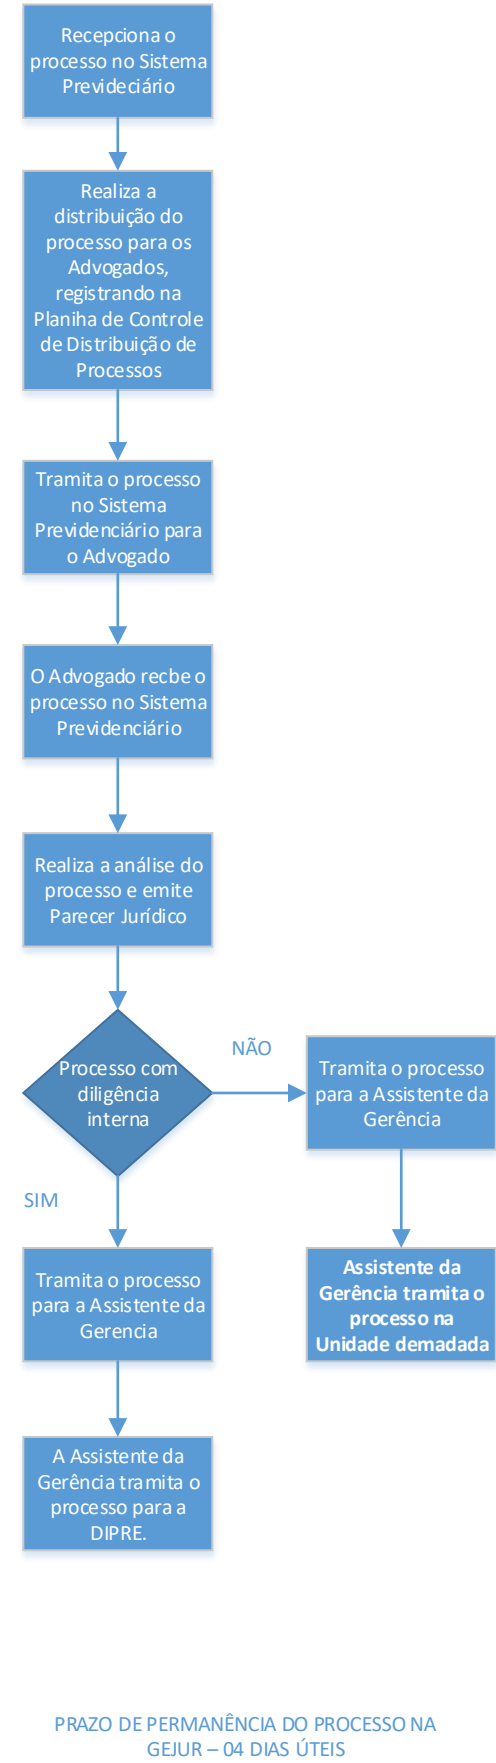 Recepciona o
processo no Sistema
Prevideciário
Realiza a
distribuição do
processo para os
Advogados,
registrando na
Planiha de Controle
de Distribuição de
Processos
Tramita o processo
no Sistema
Previdenciário para
o Advogado
O Advogado recbe o
processo no Sistema
Previdenciário
Realiza a análise do
processo e emite
Parecer Jurídico
Processo com
diligência
interna
NÃO
Tramita o processo
para a Assistente da
Gerência
SIM
Assistente da
Gerência tramita o
processo na
Unidade demadada
Tramita o processo
para a Assistente da
Gerencia
A Assistente da
Gerência tramita o
processo para a
DIPRE.
PRAZO DE PERMANÊNCIA DO PROCESSO NA
GEJUR – 04 DIAS ÚTEIS